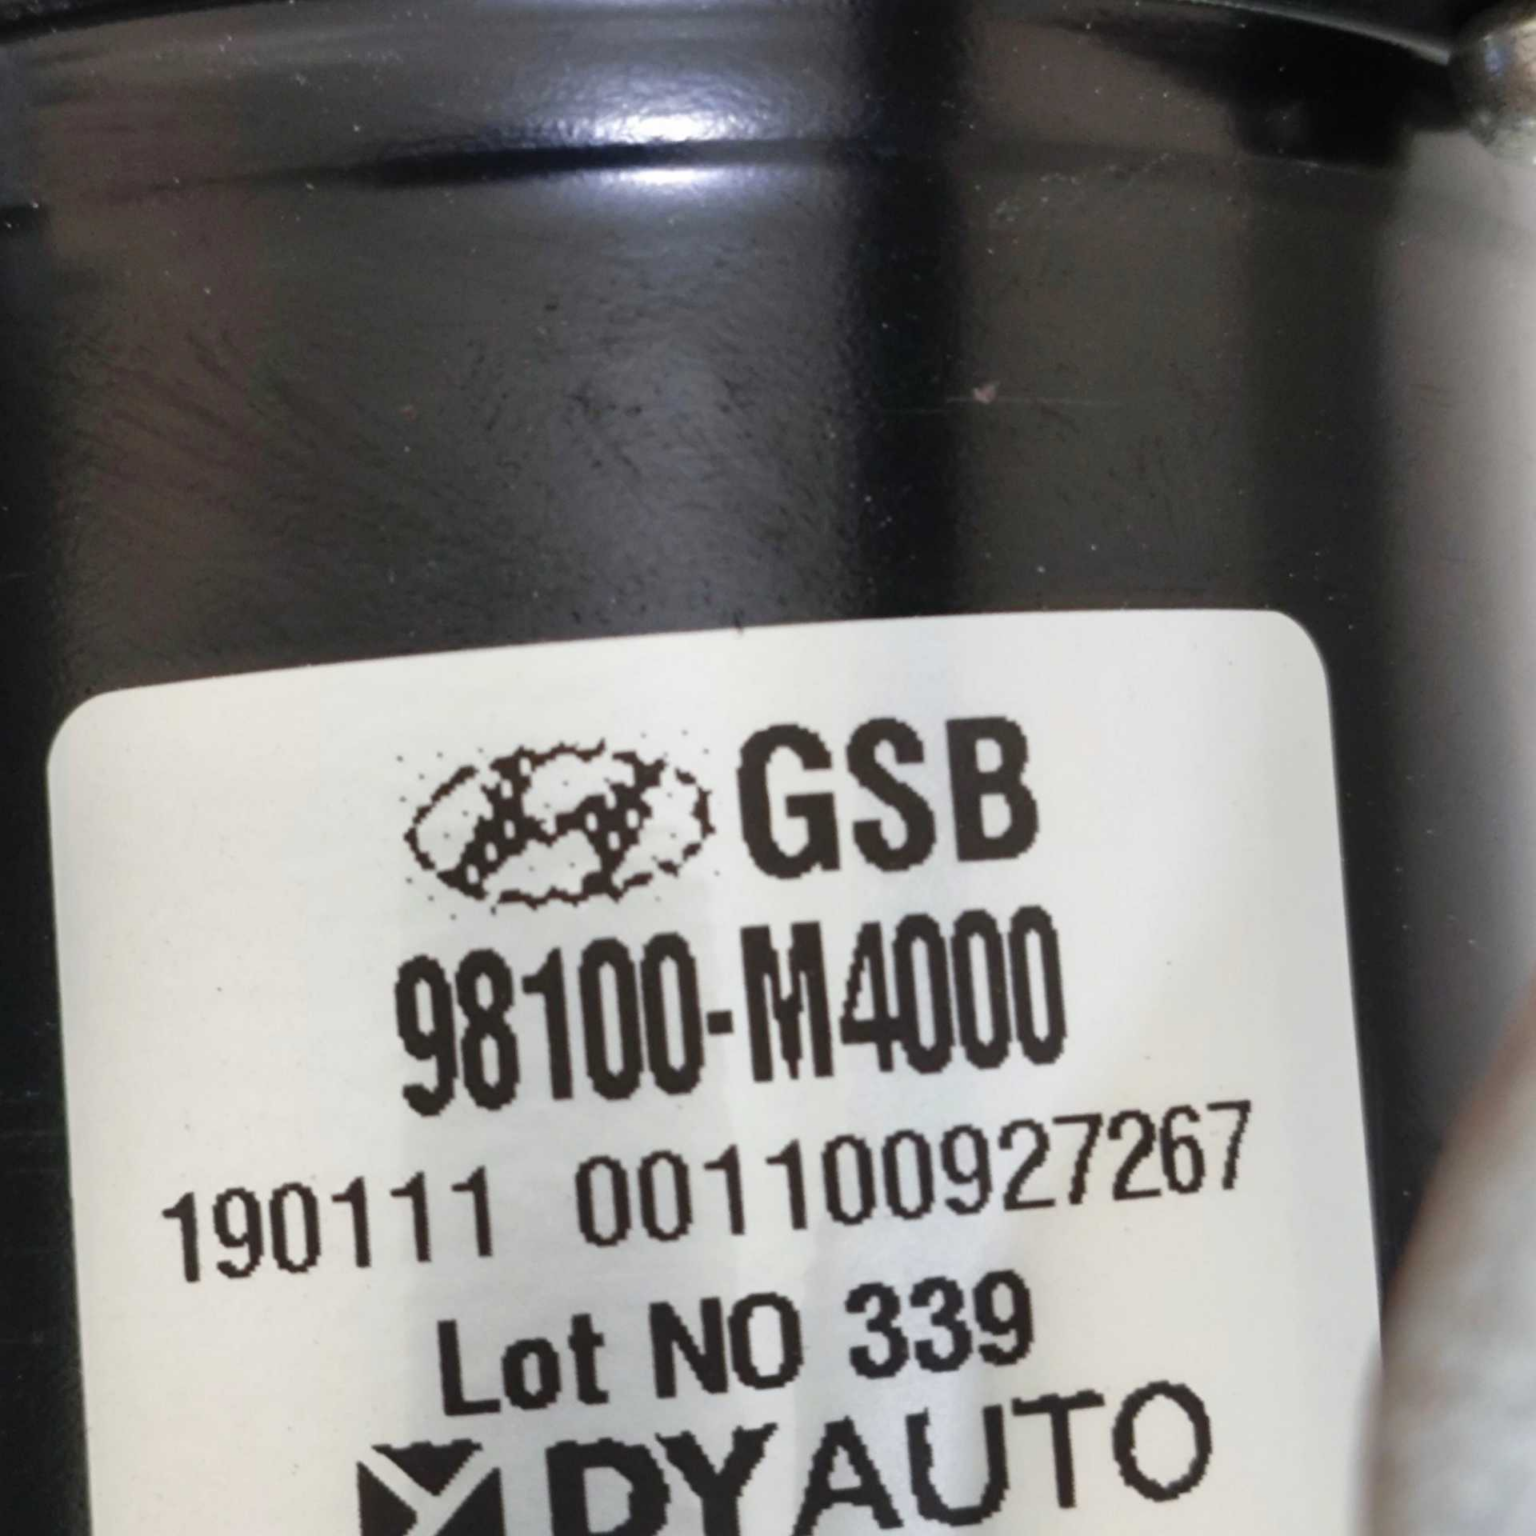 GSB
98100-M4000
190111 001100927267
Lot NO 339
DYAUTO